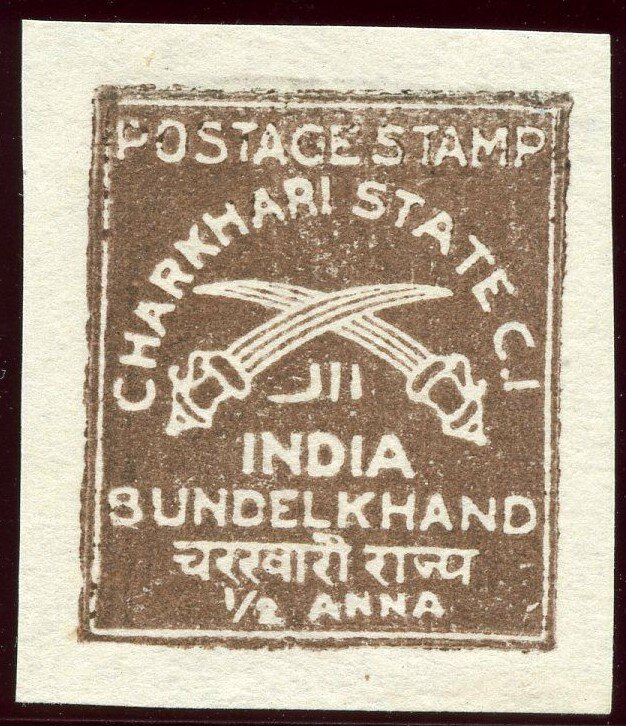 POSTAGE STAMP
CHARKHARI STATE C.I
INDIA
BUNDELKHAND
चरखारी राज्य
1/2 ANNA